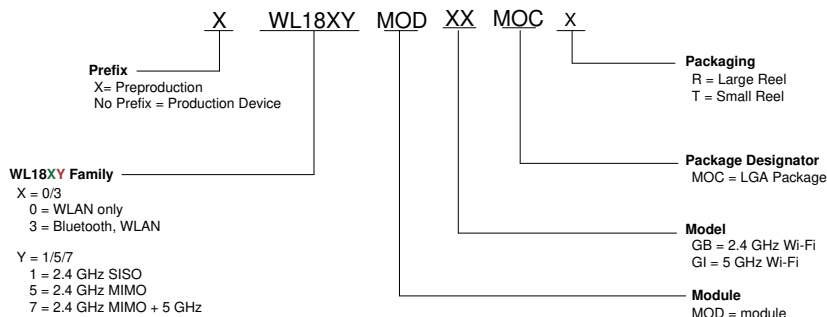 X WL18XY MOD XX MOC X
Prefix
X= Preproduction
No Prefix = Production Device
WL18XY Family
X = 0/3
0 = WLAN only
3 = Bluetooth, WLAN
Y = 1/5/7
1 = 2.4 GHz SISO
5 = 2.4 GHz MIMO
7 = 2.4 GHz MIMO + 5 GHz
Packaging
R = Large Reel
T = Small Reel
Package Designator
MOC = LGA Package
Model
GB = 2.4 GHz Wi-Fi
GI = 5 GHz Wi-Fi
Module
MOD = module